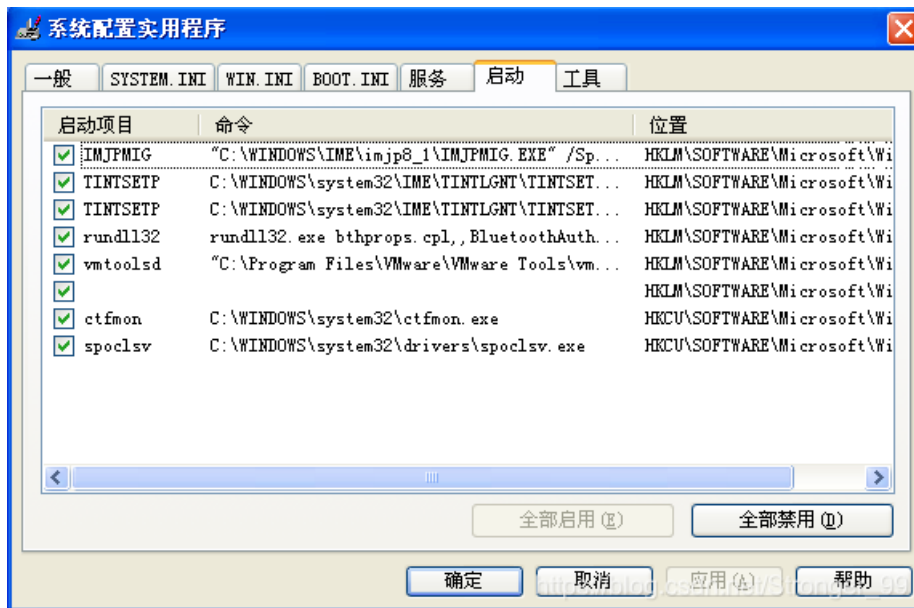 系统配置实用程序
一般 SYSTEM.INI WIN.INI BOOT.INI 服务 启动 工具
启动项目 命令 位置
IMJPMIG "C:\WINDOWS\IME\imjp8_1\IMJPMIG.EXE" /Sp... HKLM\SOFTWARE\Microsoft\Wi
TINTSETP C:\WINDOWS\system32\IME\TINTLGNT\TINTSET... HKLM\SOFTWARE\Microsoft\Wi
TINTSETP C:\WINDOWS\system32\IME\TINTLGNT\TINTSET... HKLM\SOFTWARE\Microsoft\Wi
rundll32 rundll32.exe bthprops.cpl,,BluetoothAuth... HKLM\SOFTWARE\Microsoft\Wi
vmtoolsd "C:\Program Files\VMware\VMware Tools\vm... HKLM\SOFTWARE\Microsoft\Wi
HKLM\SOFTWARE\Microsoft\Wi
ctfmon C:\WINDOWS\system32\ctfmon.exe HKCU\SOFTWARE\Microsoft\Wi
spoclsv C:\WINDOWS\system32\drivers\spoclsv.exe HKCU\SOFTWARE\Microsoft\Wi
全部启用(E) 全部禁用(D)
确定 取消 应用(A) 帮助